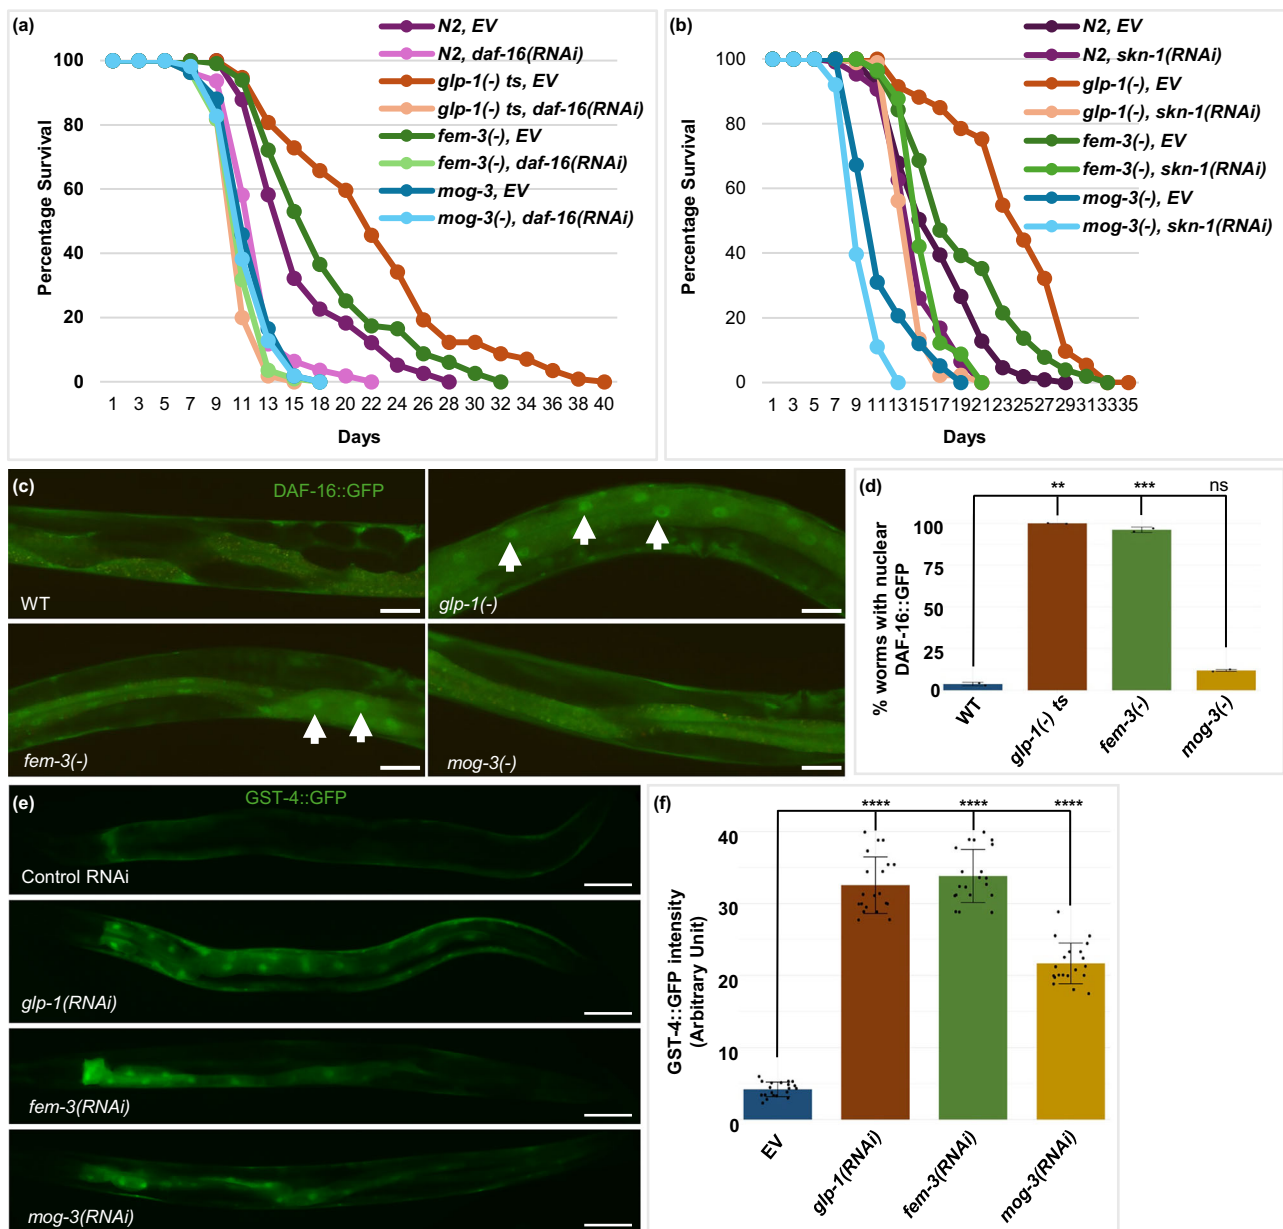 (a)
N2, EV
N2, daf-16(RNAi)
glp-1(-) ts, EV
glp-1(-) ts, daf-16(RNAi)
fem-3(-), EV
fem-3(-), daf-16(RNAi)
mog-3, EV
mog-3(-), daf-16(RNAi)
Percentage Survival
100
80
60
40
20
0
1 3 5 7 9 11 13 15 18 20 22 24 26 28 30 32 34 36 38 40
Days
(b)
N2, EV
N2, skn-1(RNAi)
glp-1(-), EV
glp-1(-), skn-1(RNAi)
fem-3(-), EV
fem-3(-), skn-1(RNAi)
mog-3(-), EV
mog-3(-), skn-1(RNAi)
Percentage Survival
100
80
60
40
20
0
1 3 5 7 9 11 13 15 17 19 21 23 25 27 29 31 33 35
Days
(c)
DAF-16::GFP
WT
glp-1(-)
fem-3(-)
mog-3(-)
(d)
** *** ns
% worms with nuclear
DAF-16::GFP
100
75
50
25
0
WT
glp-1(-) ts
fem-3(-)
mog-3(-)
(e)
GST-4::GFP
Control RNAi
glp-1(RNAi)
fem-3(RNAi)
mog-3(RNAi)
(f)
**** **** ****
GST-4::GFP intensity
(Arbitrary Unit)
40
30
20
10
0
EV
glp-1(RNAi)
fem-3(RNAi)
mog-3(RNAi)